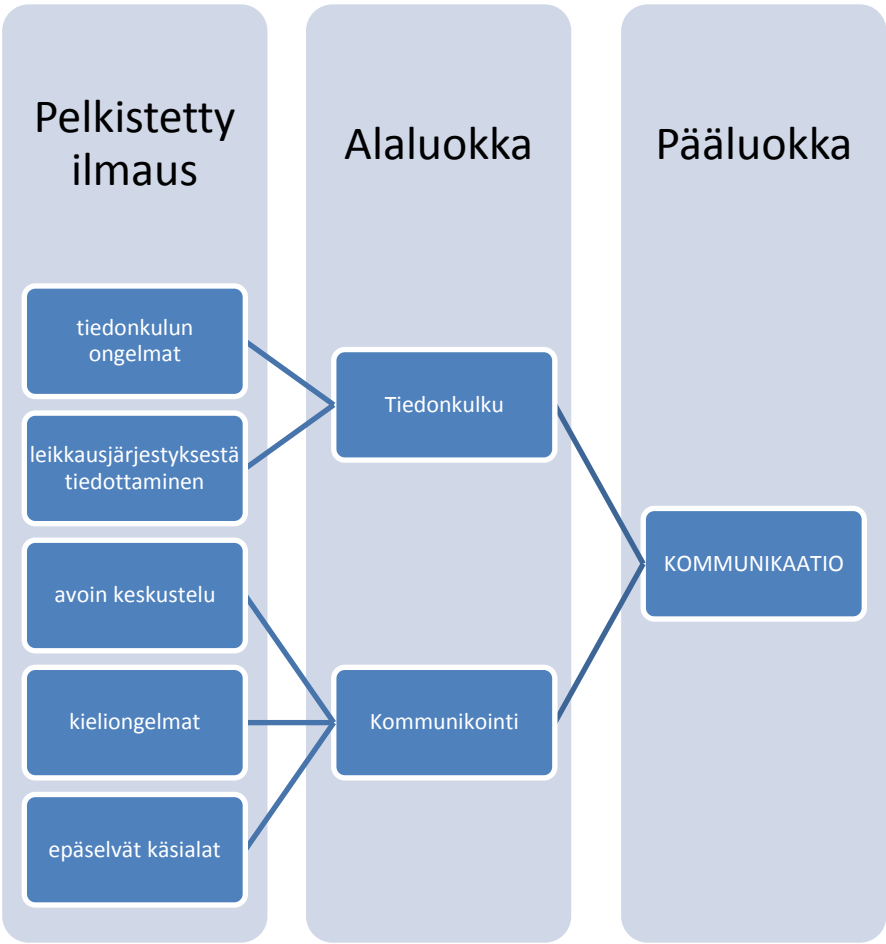 Pelkistetty
ilmaus
Alaluokka
Pääluokka
tiedonkulun
ongelmat
leikkausjärjestyksestä
tiedottaminen
avoin keskustelu
kieliongelmat
epäselvät käsialat
Tiedonkulku
Kommunikointi
KOMMUNIKAATIO